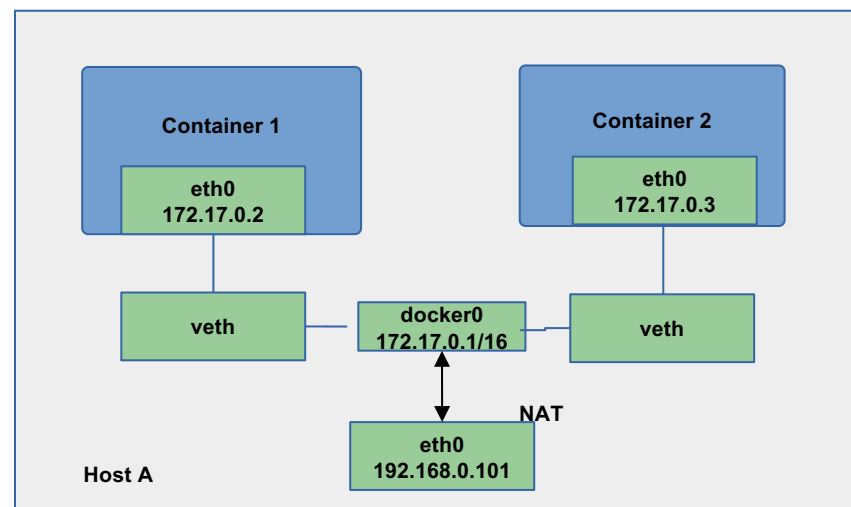 Container 1
eth0
172.17.0.2
Container 2
eth0
172.17.0.3
veth
docker0
172.17.0.1/16
veth
NAT
eth0
192.168.0.101
Host A